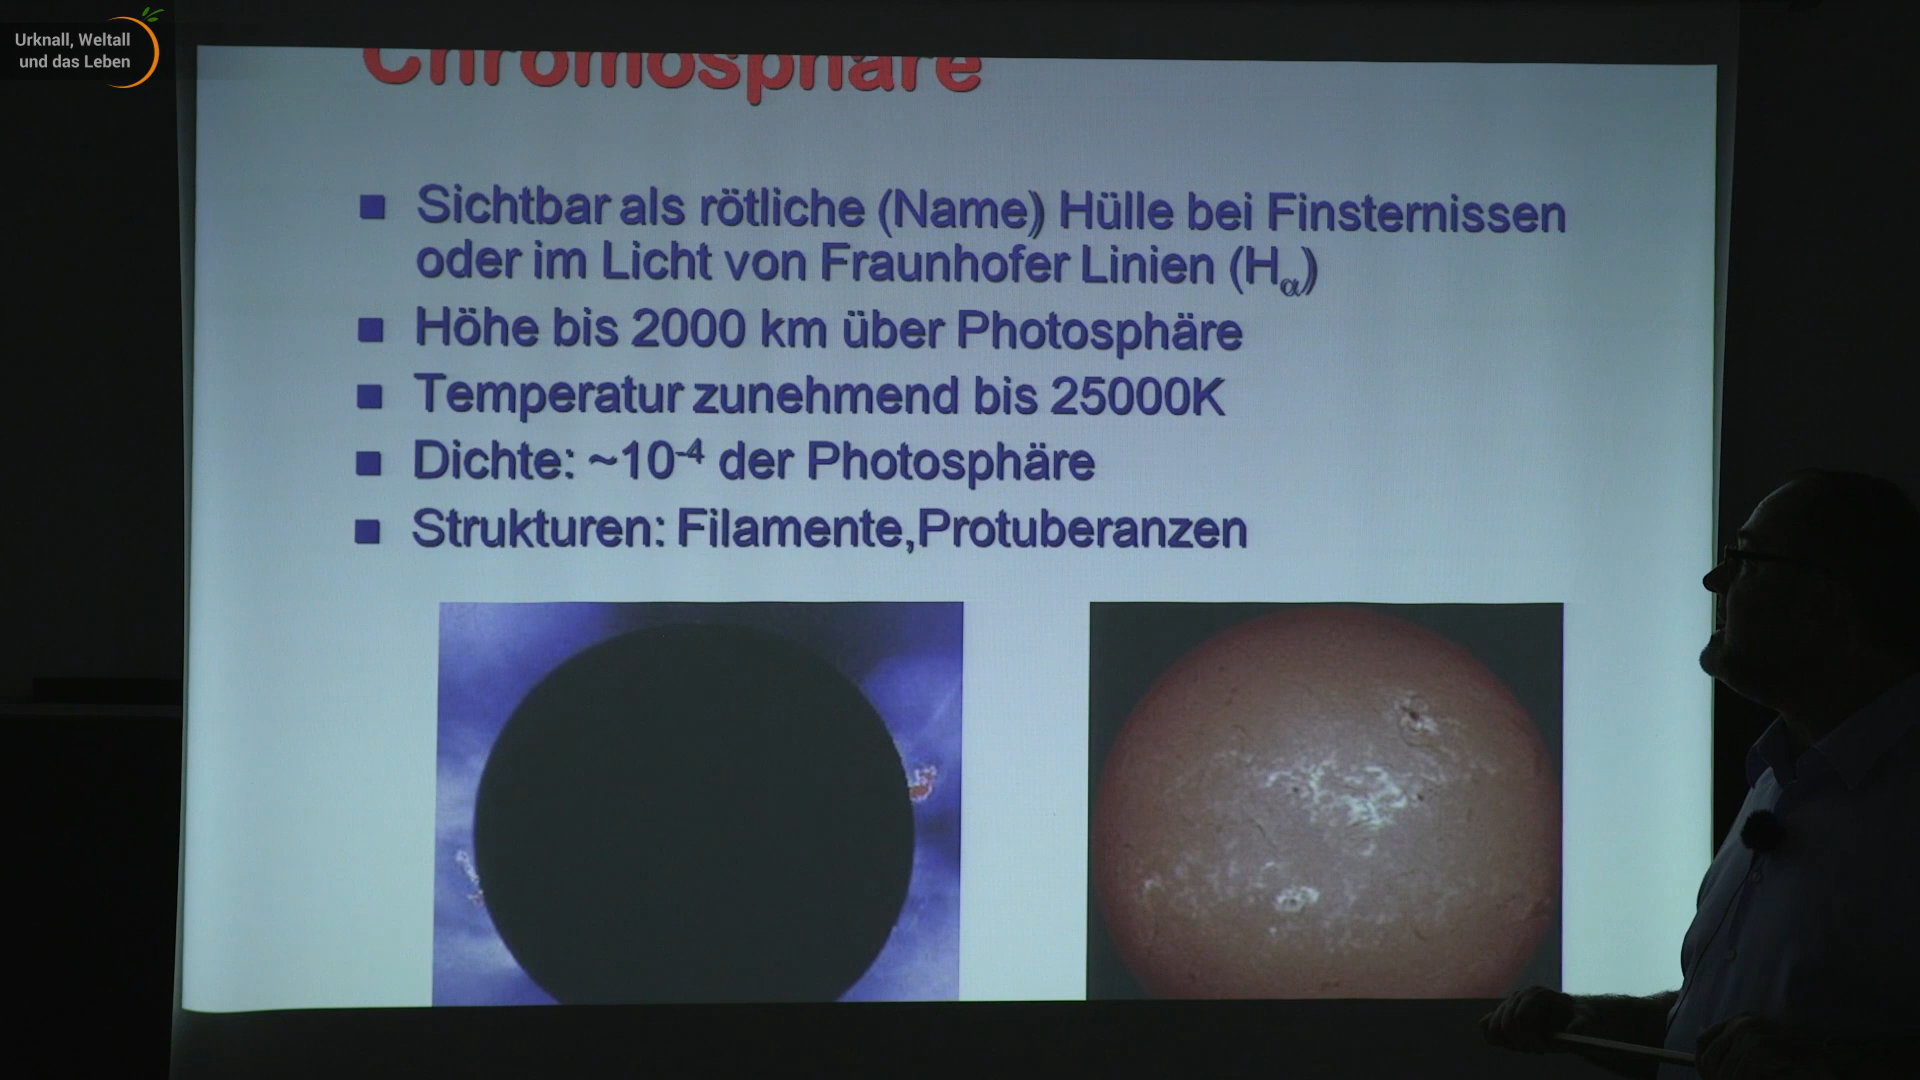 Urknall, Weltall
und das Leben
Chromosphäre
Sichtbar als rötliche (Name) Hülle bei Finsternissen
oder im Licht von Fraunhofer Linien (Hα)
Höhe bis 2000 km über Photosphäre
Temperatur zunehmend bis 25000K
Dichte: ~10⁻⁴ der Photosphäre
Strukturen: Filamente,Protuberanzen